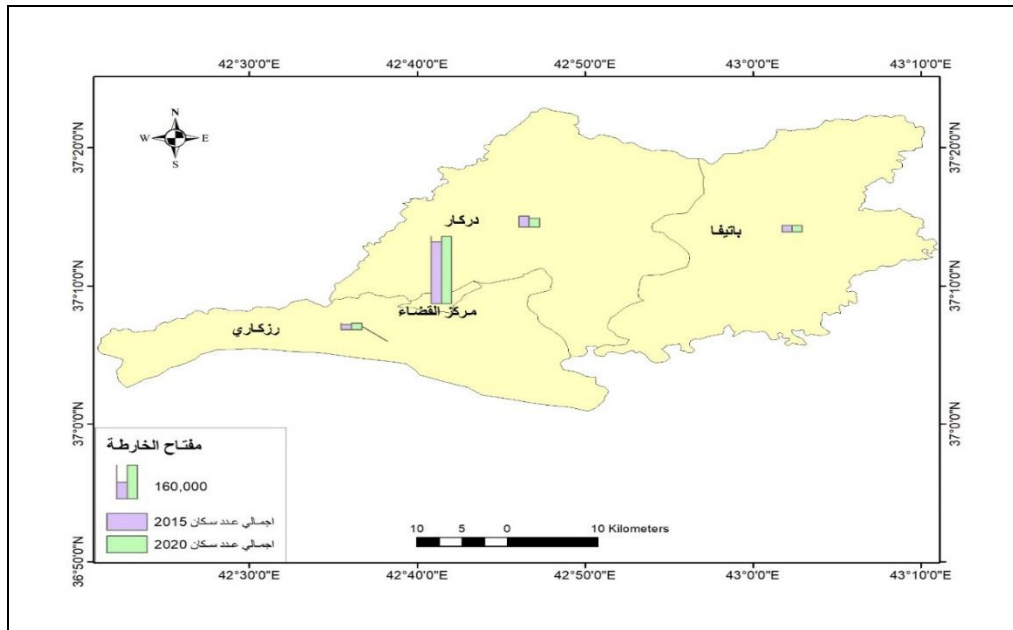 42°30'0"E 42°40'0"E 42°50'0"E 43°0'0"E 43°10'0"E
N
W E
S
37°20'0"N 37°20'0"N
دركار
باتيفا
37°10'0"N 37°10'0"N
مركز القضاء
رزكاري
37°0'0"N 37°0'0"N
مفتاح الخارطة
160,000
اجمالي عدد سكان 2015
اجمالي عدد سكان 2020
10 5 0 10 Kilometers
36°50'0"N 36°50'0"N
42°30'0"E 42°40'0"E 42°50'0"E 43°0'0"E 43°10'0"E